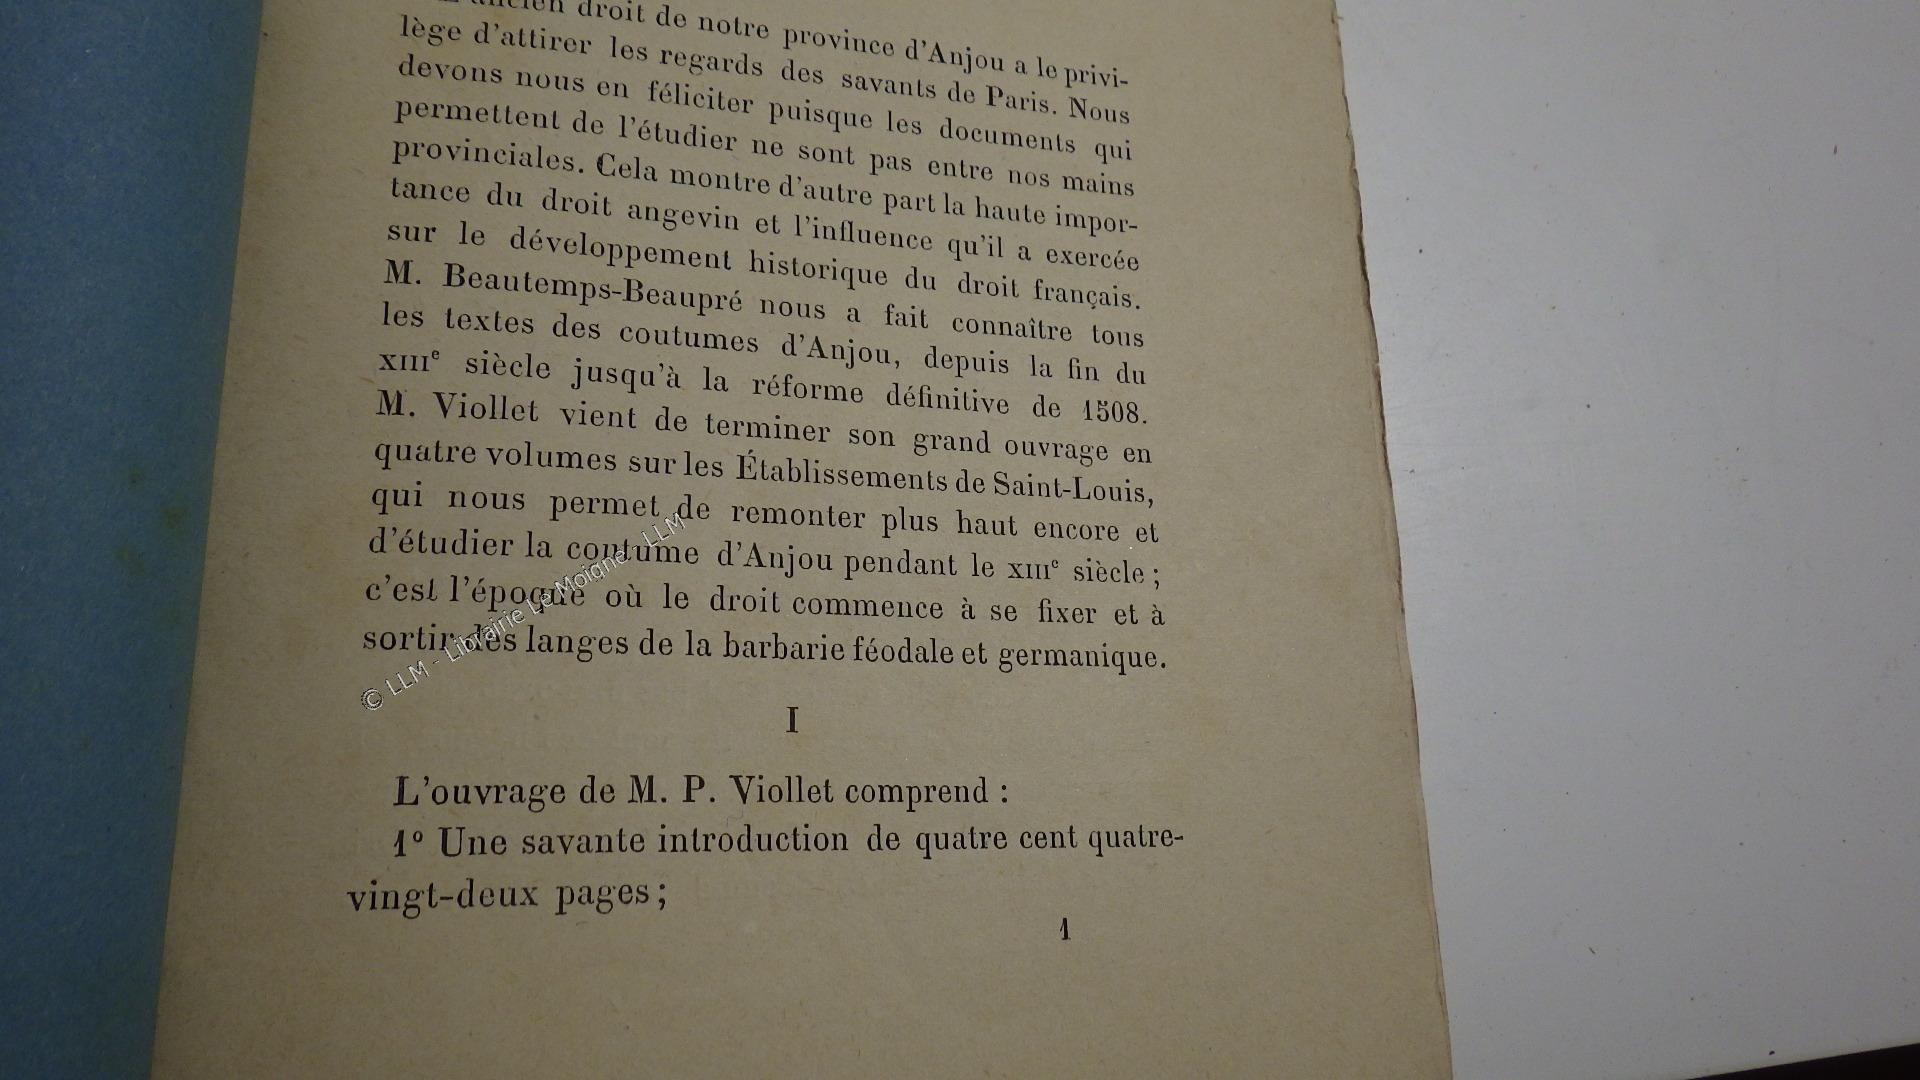 L'ancien droit de notre province d'Anjou a le privi-
lège d'attirer les regards des savants de Paris. Nous
devons nous en féliciter puisque les documents qui
permettent de l'étudier ne sont pas entre nos mains
provinciales. Cela montre d'autre part la haute impor-
tance du droit angevin et l'influence qu'il a exercée
sur le développement historique du droit français.
M. Beautemps-Beaupré nous a fait connaître tous
les textes des coutumes d'Anjou, depuis la fin du
XIIIe siècle jusqu'à la réforme définitive de 1508.
M. Viollet vient de terminer son grand ouvrage en
quatre volumes sur les Établissements de Saint-Louis,
qui nous permet de remonter plus haut encore et
d'étudier la coutume d'Anjou pendant le XIIIe siècle ;
c'est l'époque où le droit commence à se fixer et à
sortir des langes de la barbarie féodale et germanique.
© LLM - Librairie Le Moigne - LLM
I
L'ouvrage de M. P. Viollet comprend :
1° Une savante introduction de quatre cent quatre-
vingt-deux pages ;
1